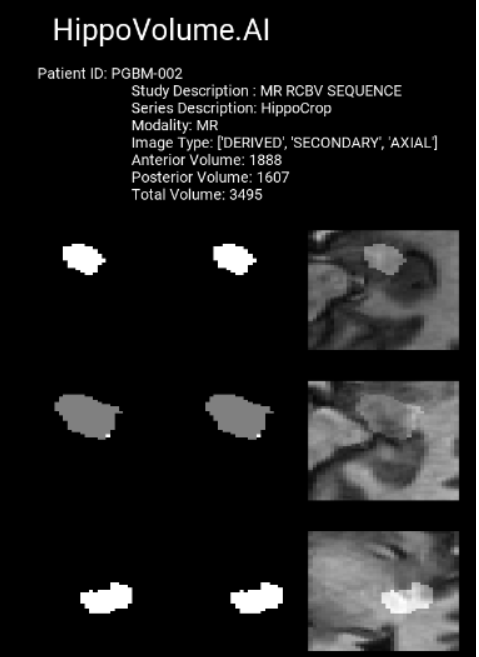 HippoVolume.AI
Patient ID: PGBM-002
Study Description : MR RCBV SEQUENCE
Series Description: HippoCrop
Modality: MR
Image Type: ['DERIVED', 'SECONDARY', 'AXIAL']
Anterior Volume: 1888
Posterior Volume: 1607
Total Volume: 3495